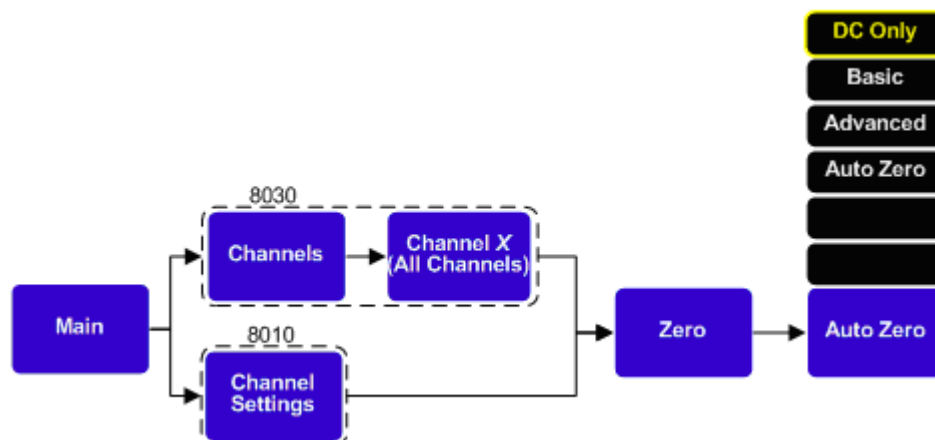 DC Only
Basic
Advanced
Auto Zero
8030
Channels
Channel X
(All Channels)
Main
8010
Channel
Settings
Zero
Auto Zero